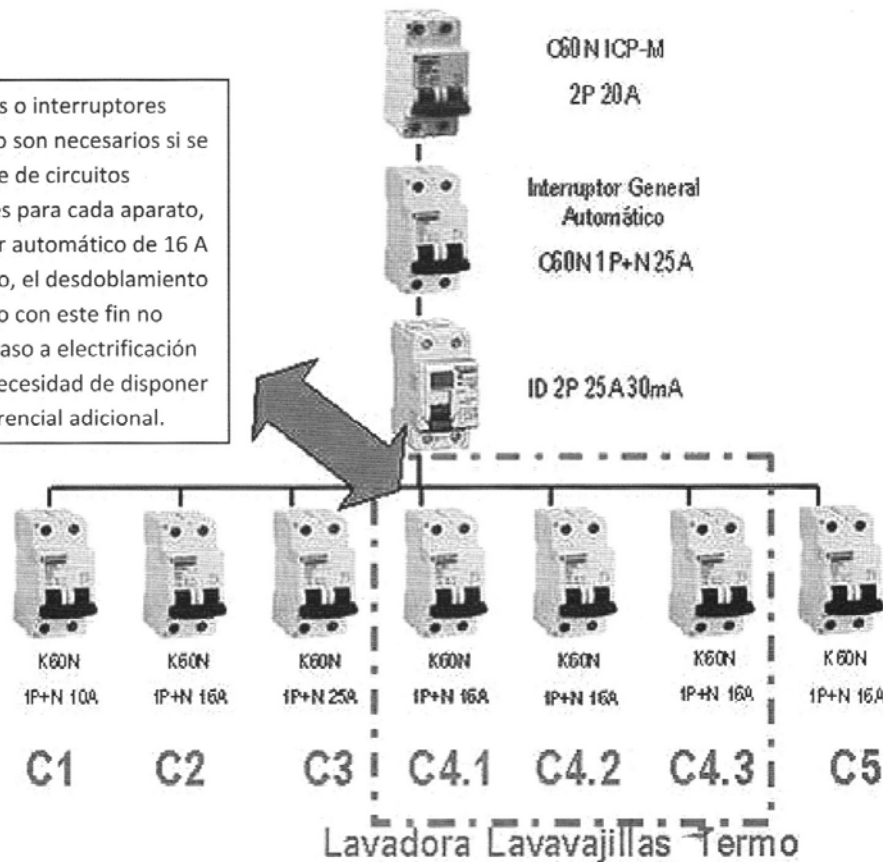 s o interruptores
o son necesarios si se
e de circuitos
es para cada aparato,
r automático de 16 A
o, el desdoblamiento
o con este fin no
aso a electrificación
ecesidad de disponer
rencial adicional.
C60N ICP-M
2P 20A
Interruptor General
Automático
C60N 1P+N 25A
ID 2P 25A 30mA
K60N K60N K60N K60N K60N K60N K60N
1P+N 10A 1P+N 16A 1P+N 25A 1P+N 16A 1P+N 16A 1P+N 16A 1P+N 16A
C1 C2 C3 C4.1 C4.2 C4.3 C5
Lavadora Lavavajillas Termo